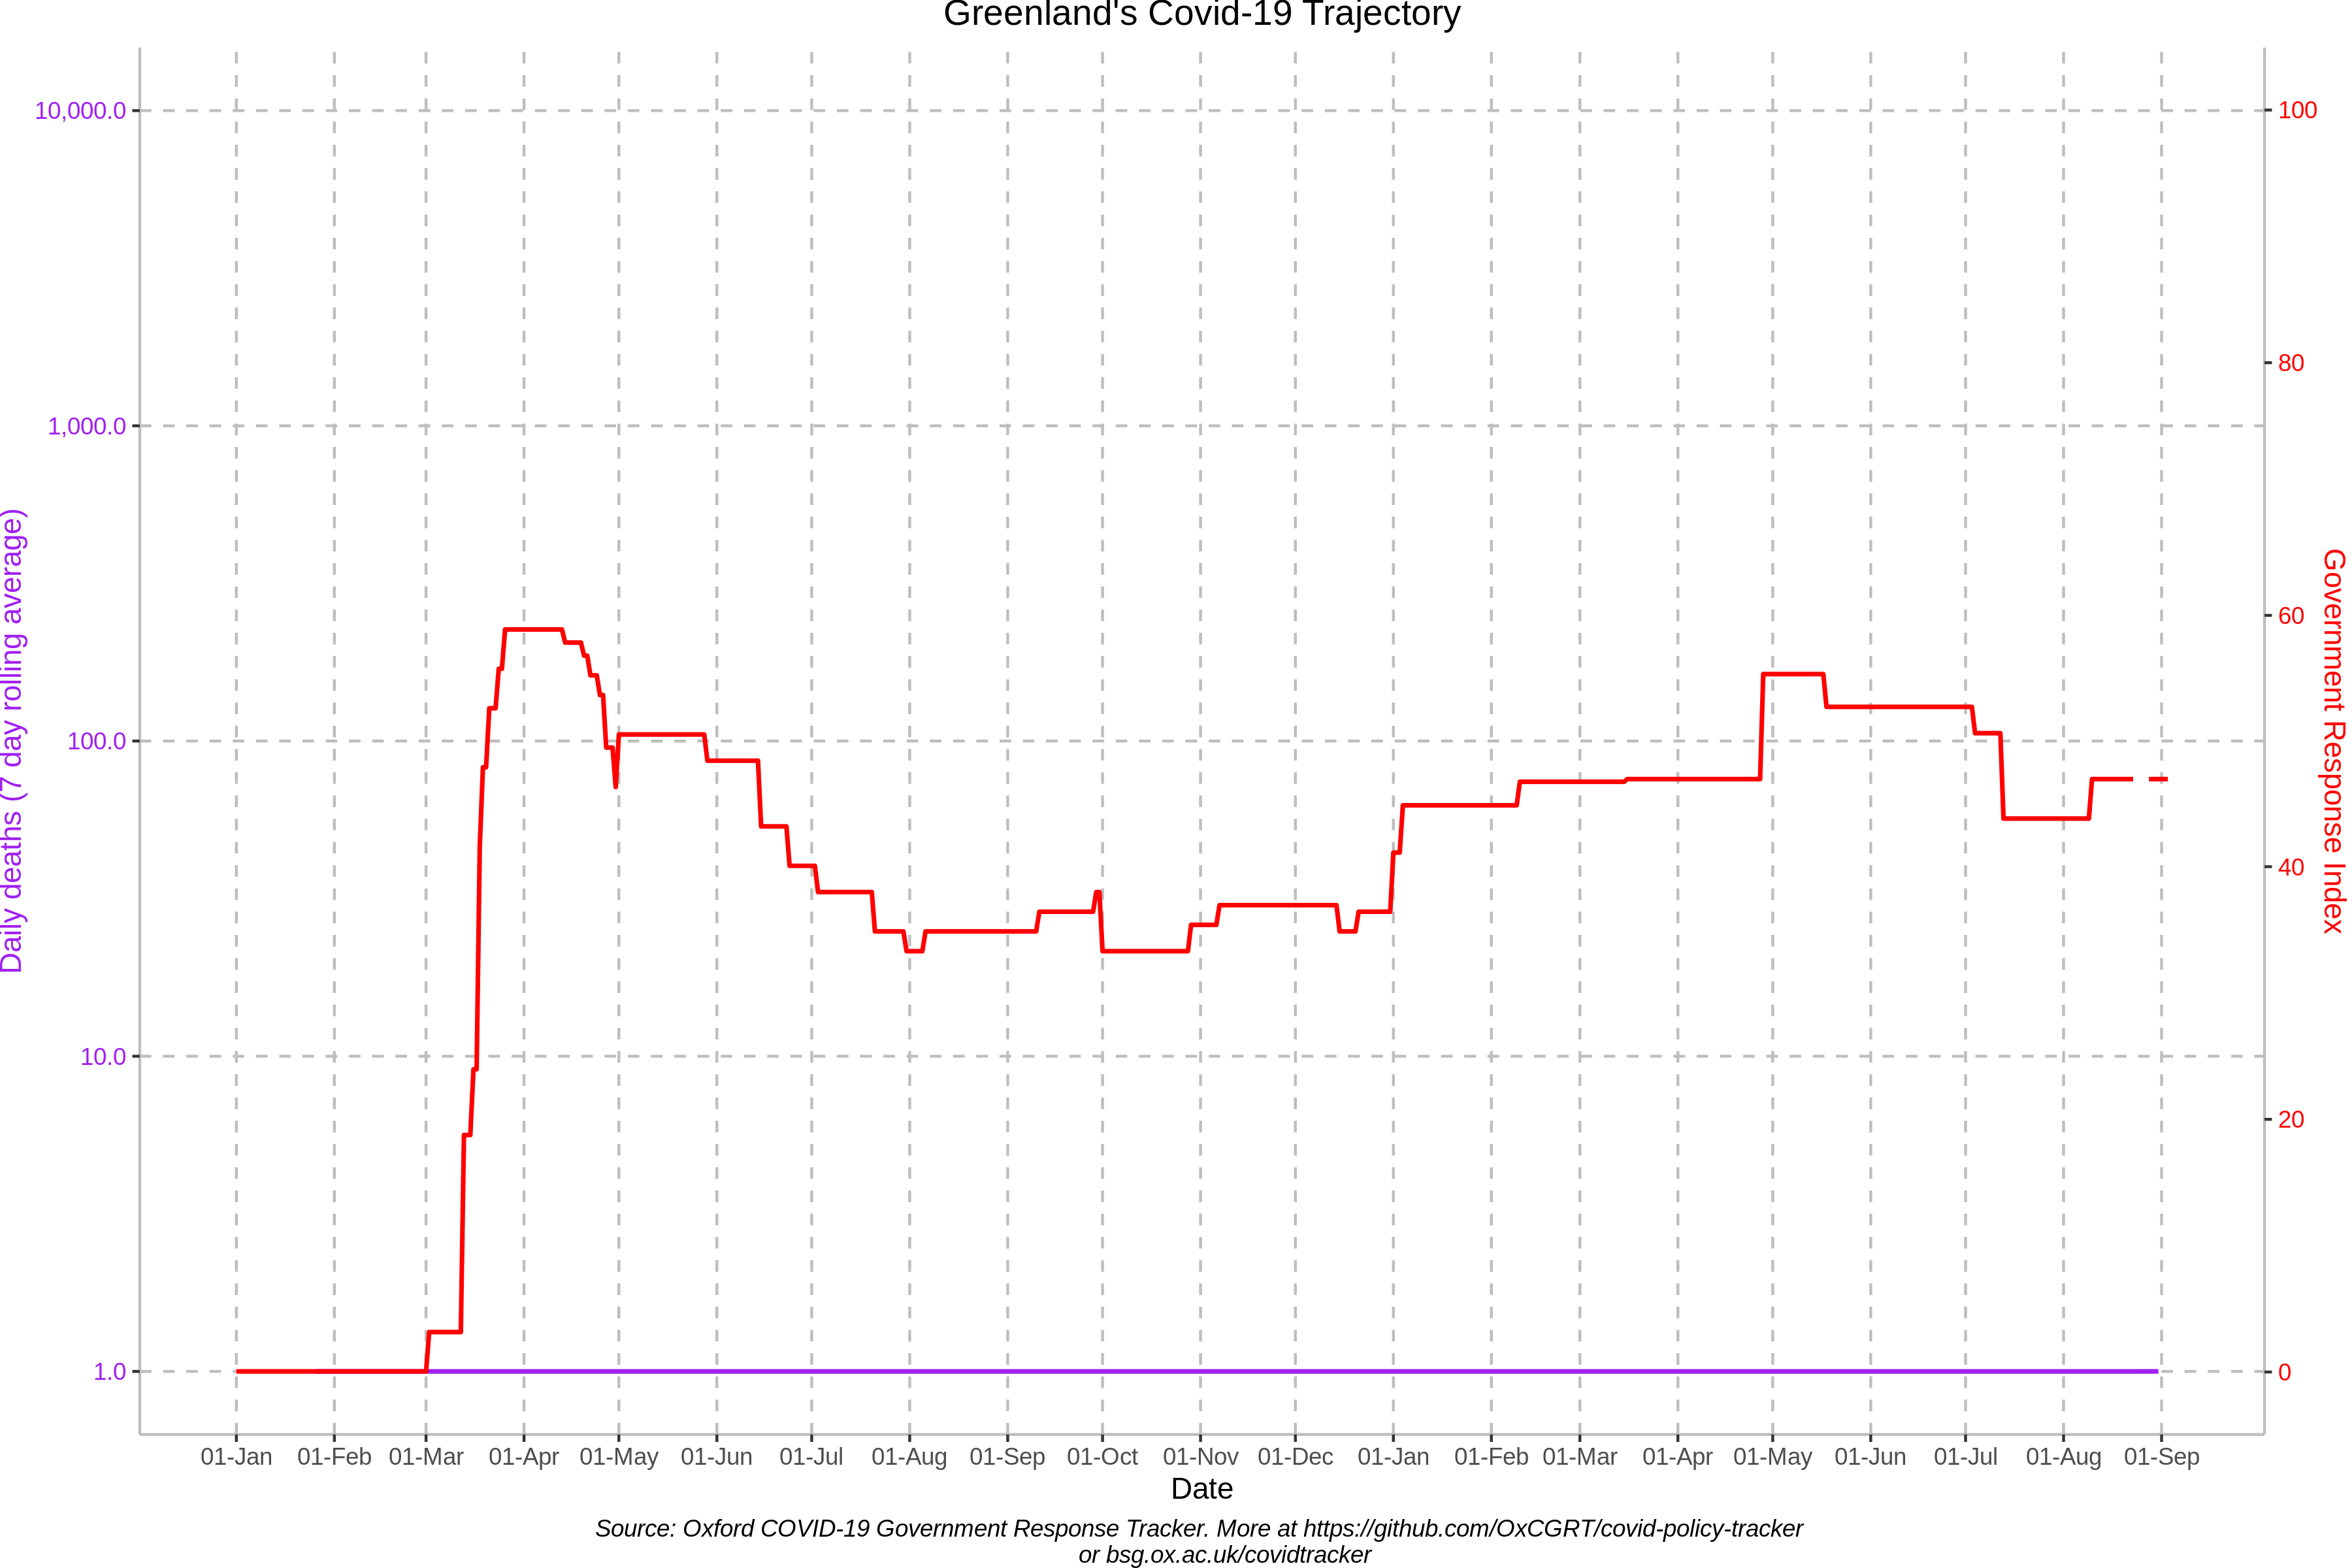 Greenland's Covid-19 Trajectory
10,000.0
1,000.0
100.0
10.0
1.0
Daily deaths (7 day rolling average)
100
80
60
40
20
0
Government Response Index
01-Jan 01-Feb 01-Mar 01-Apr 01-May 01-Jun 01-Jul 01-Aug 01-Sep 01-Oct 01-Nov 01-Dec 01-Jan 01-Feb 01-Mar 01-Apr 01-May 01-Jun 01-Jul 01-Aug 01-Sep
Date
Source: Oxford COVID-19 Government Response Tracker. More at https://github.com/OxCGRT/covid-policy-tracker
or bsg.ox.ac.uk/covidtracker